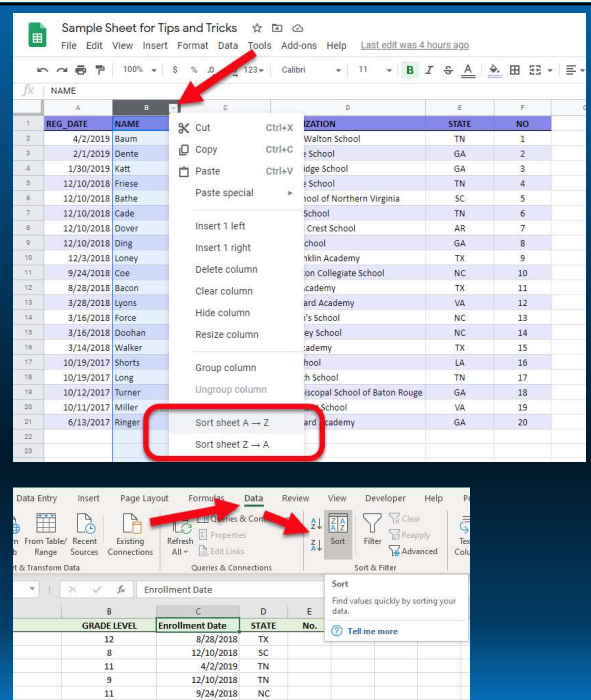 Sample Sheet for Tips and Tricks
File Edit View Insert Format Data Tools Add-ons Help Last edit was 4 hours ago
100% $ % .0 123 Calibri 11 B I S A
fx NAME
A B C D E F
1 REG_DATE NAME IZATION STATE NO
2 4/2/2019 Baum Walton School TN 1
3 2/1/2019 Dente School GA 2
4 1/30/2019 Katt idge School GA 3
5 12/10/2018 Friese School TN 4
6 12/10/2018 Bathe hool of Northern Virginia SC 5
7 12/10/2018 Cade School TN 6
8 12/10/2018 Dover Crest School AR 7
9 12/10/2018 Ding chool GA 8
10 12/3/2018 Loney nklin Academy TX 9
11 9/24/2018 Coe on Collegiate School NC 10
12 8/28/2018 Bacon cademy TX 11
13 3/28/2018 Lyons ard Academy VA 12
14 3/16/2018 Force 's School NC 13
15 3/16/2018 Doohan ey School NC 14
16 3/14/2018 Walker ademy TX 15
17 10/19/2017 Shorts hool LA 16
18 10/19/2017 Long h School TN 17
19 10/12/2017 Turner iscopal School of Baton Rouge GA 18
20 10/11/2017 Miller School VA 19
21 6/13/2017 Ringer ard Academy GA 20
22
23
Cut Ctrl+X
Copy Ctrl+C
Paste Ctrl+V
Paste special
Insert 1 left
Insert 1 right
Delete column
Clear column
Hide column
Resize column
Group column
Ungroup column
Sort sheet A → Z
Sort sheet Z → A
Data Entry Insert Page Layout Formulas Data Review View Developer Help
From Table/ Range
Recent Sources
Existing Connections
Refresh All
Queries & Conn
Properties
Edit Links
Sort
Filter
Clear
Reapply
Advanced
t & Transform Data Queries & Connections Sort & Filter
fx Enrollment Date
Sort
Find values quickly by sorting your
data.
Tell me more
B C D E
GRADE LEVEL Enrollment Date STATE No.
12 8/28/2018 TX
8 12/10/2018 SC
11 4/2/2019 TN
9 12/10/2018 TN
11 9/24/2018 NC